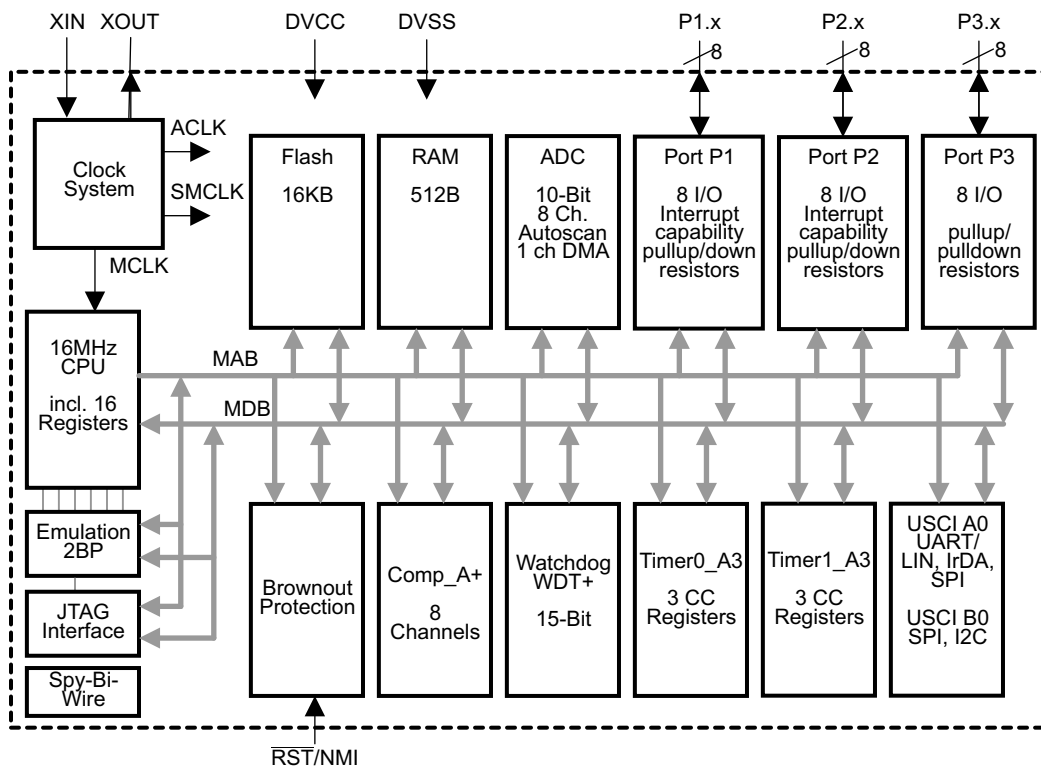 XIN
XOUT
DVCC
DVSS
P1.x
P2.x
P3.x
8
8
8
Clock
System
ACLK
SMCLK
MCLK
Flash
16KB
RAM
512B
ADC
10-Bit
8 Ch.
Autoscan
1 ch DMA
Port P1
8 I/O
Interrupt
capability
pullup/down
resistors
Port P2
8 I/O
Interrupt
capability
pullup/down
resistors
Port P3
8 I/O
pullup/
pulldown
resistors
16MHz
CPU
incl. 16
Registers
MAB
MDB
Emulation
2BP
JTAG
Interface
Spy-Bi-
Wire
Brownout
Protection
Comp_A+
8
Channels
Watchdog
WDT+
15-Bit
Timer0_A3
3 CC
Registers
Timer1_A3
3 CC
Registers
USCI A0
UART/
LIN, IrDA,
SPI
USCI B0
SPI, I2C
RST/NMI